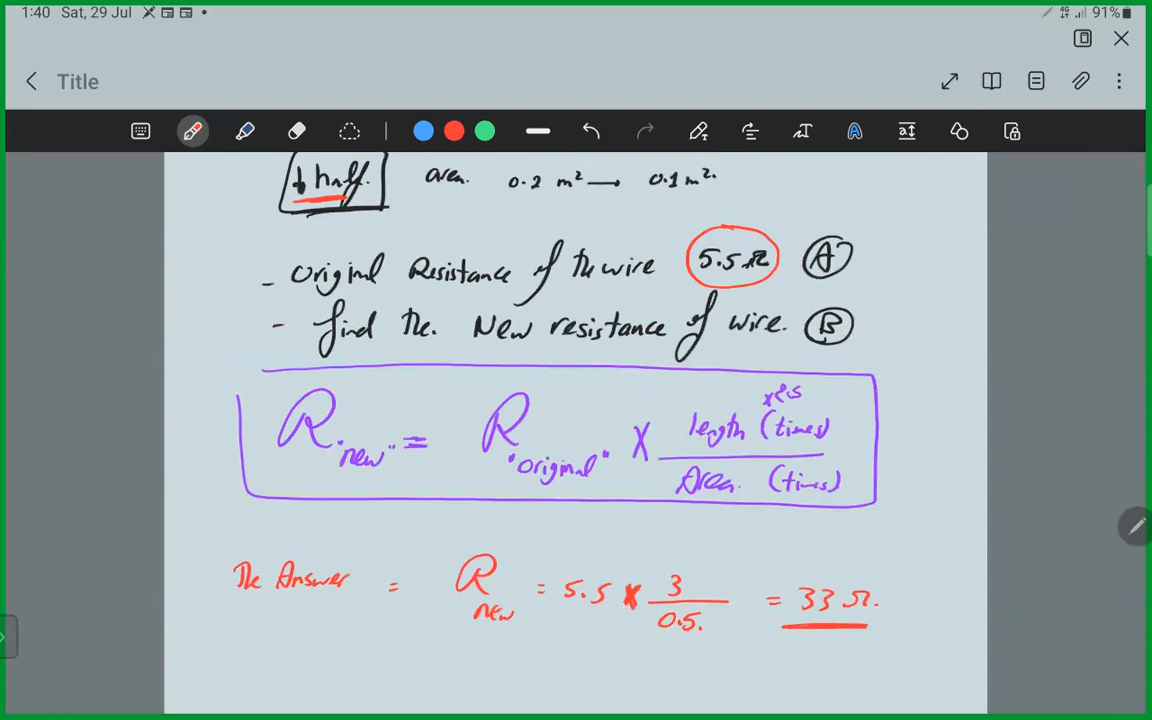 1:40 Sat, 29 Jul
4G 91%
Title
A
↓ half. area. 0.2 m² → 0.1 m².
- Original Resistance of the wire 5.5 Ω A
- find the. New resistance of wire. B
×2.5
R "new" = R "original" X length (times)
Area. (times)
The Answer = R new = 5.5 × 3 = 33 Ω.
0.5.